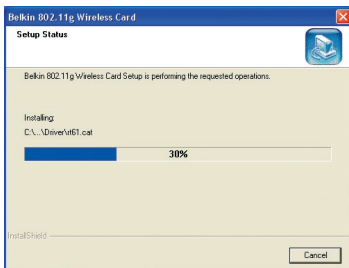 Belkin 802.11g Wireless Card
Setup Status
Belkin 802.11g Wireless Card Setup is performing the requested operations.
Installing:
C:\...\Driver\rt61.cat
30%
InstallShield
Cancel